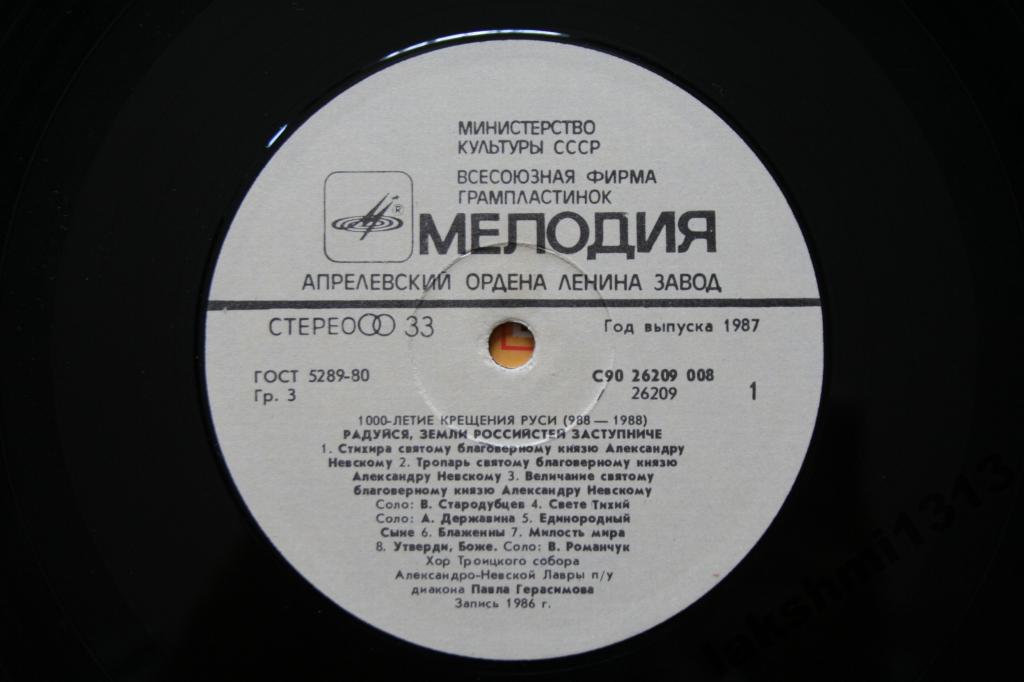 МИНИСТЕРСТВО
КУЛЬТУРЫ СССР
ВСЕСОЮЗНАЯ ФИРМА
ГРАМПЛАСТИНОК
® МЕЛОДИЯ
АПРЕЛЕВСКИЙ ОРДЕНА ЛЕНИНА ЗАВОД
СТЕРЕО 33
Год выпуска 1987
ГОСТ 5289-80
Гр. 3
С90 26209 008
26209
1
1000-ЛЕТИЕ КРЕЩЕНИЯ РУСИ (988 — 1988)
РАДУЙСЯ, ЗЕМЛИ РОССИЙСТЕЙ ЗАСТУПНИЧЕ
1. Стихира святому благоверному князю Александру
Невскому 2. Тропарь святому благоверному князю
Александру Невскому 3. Величание святому
благоверному князю Александру Невскому
Соло: В. Стародубцев 4. Свете Тихий
Соло: А. Державина 5. Единородный
Сыне 6. Блаженны 7. Милость мира
8. Утверди, Боже. Соло: В. Романчук
Хор Троицкого собора
Александро-Невской Лавры п/у
диакона Павла Герасимова
Запись 1986 г.
lakshmi1313